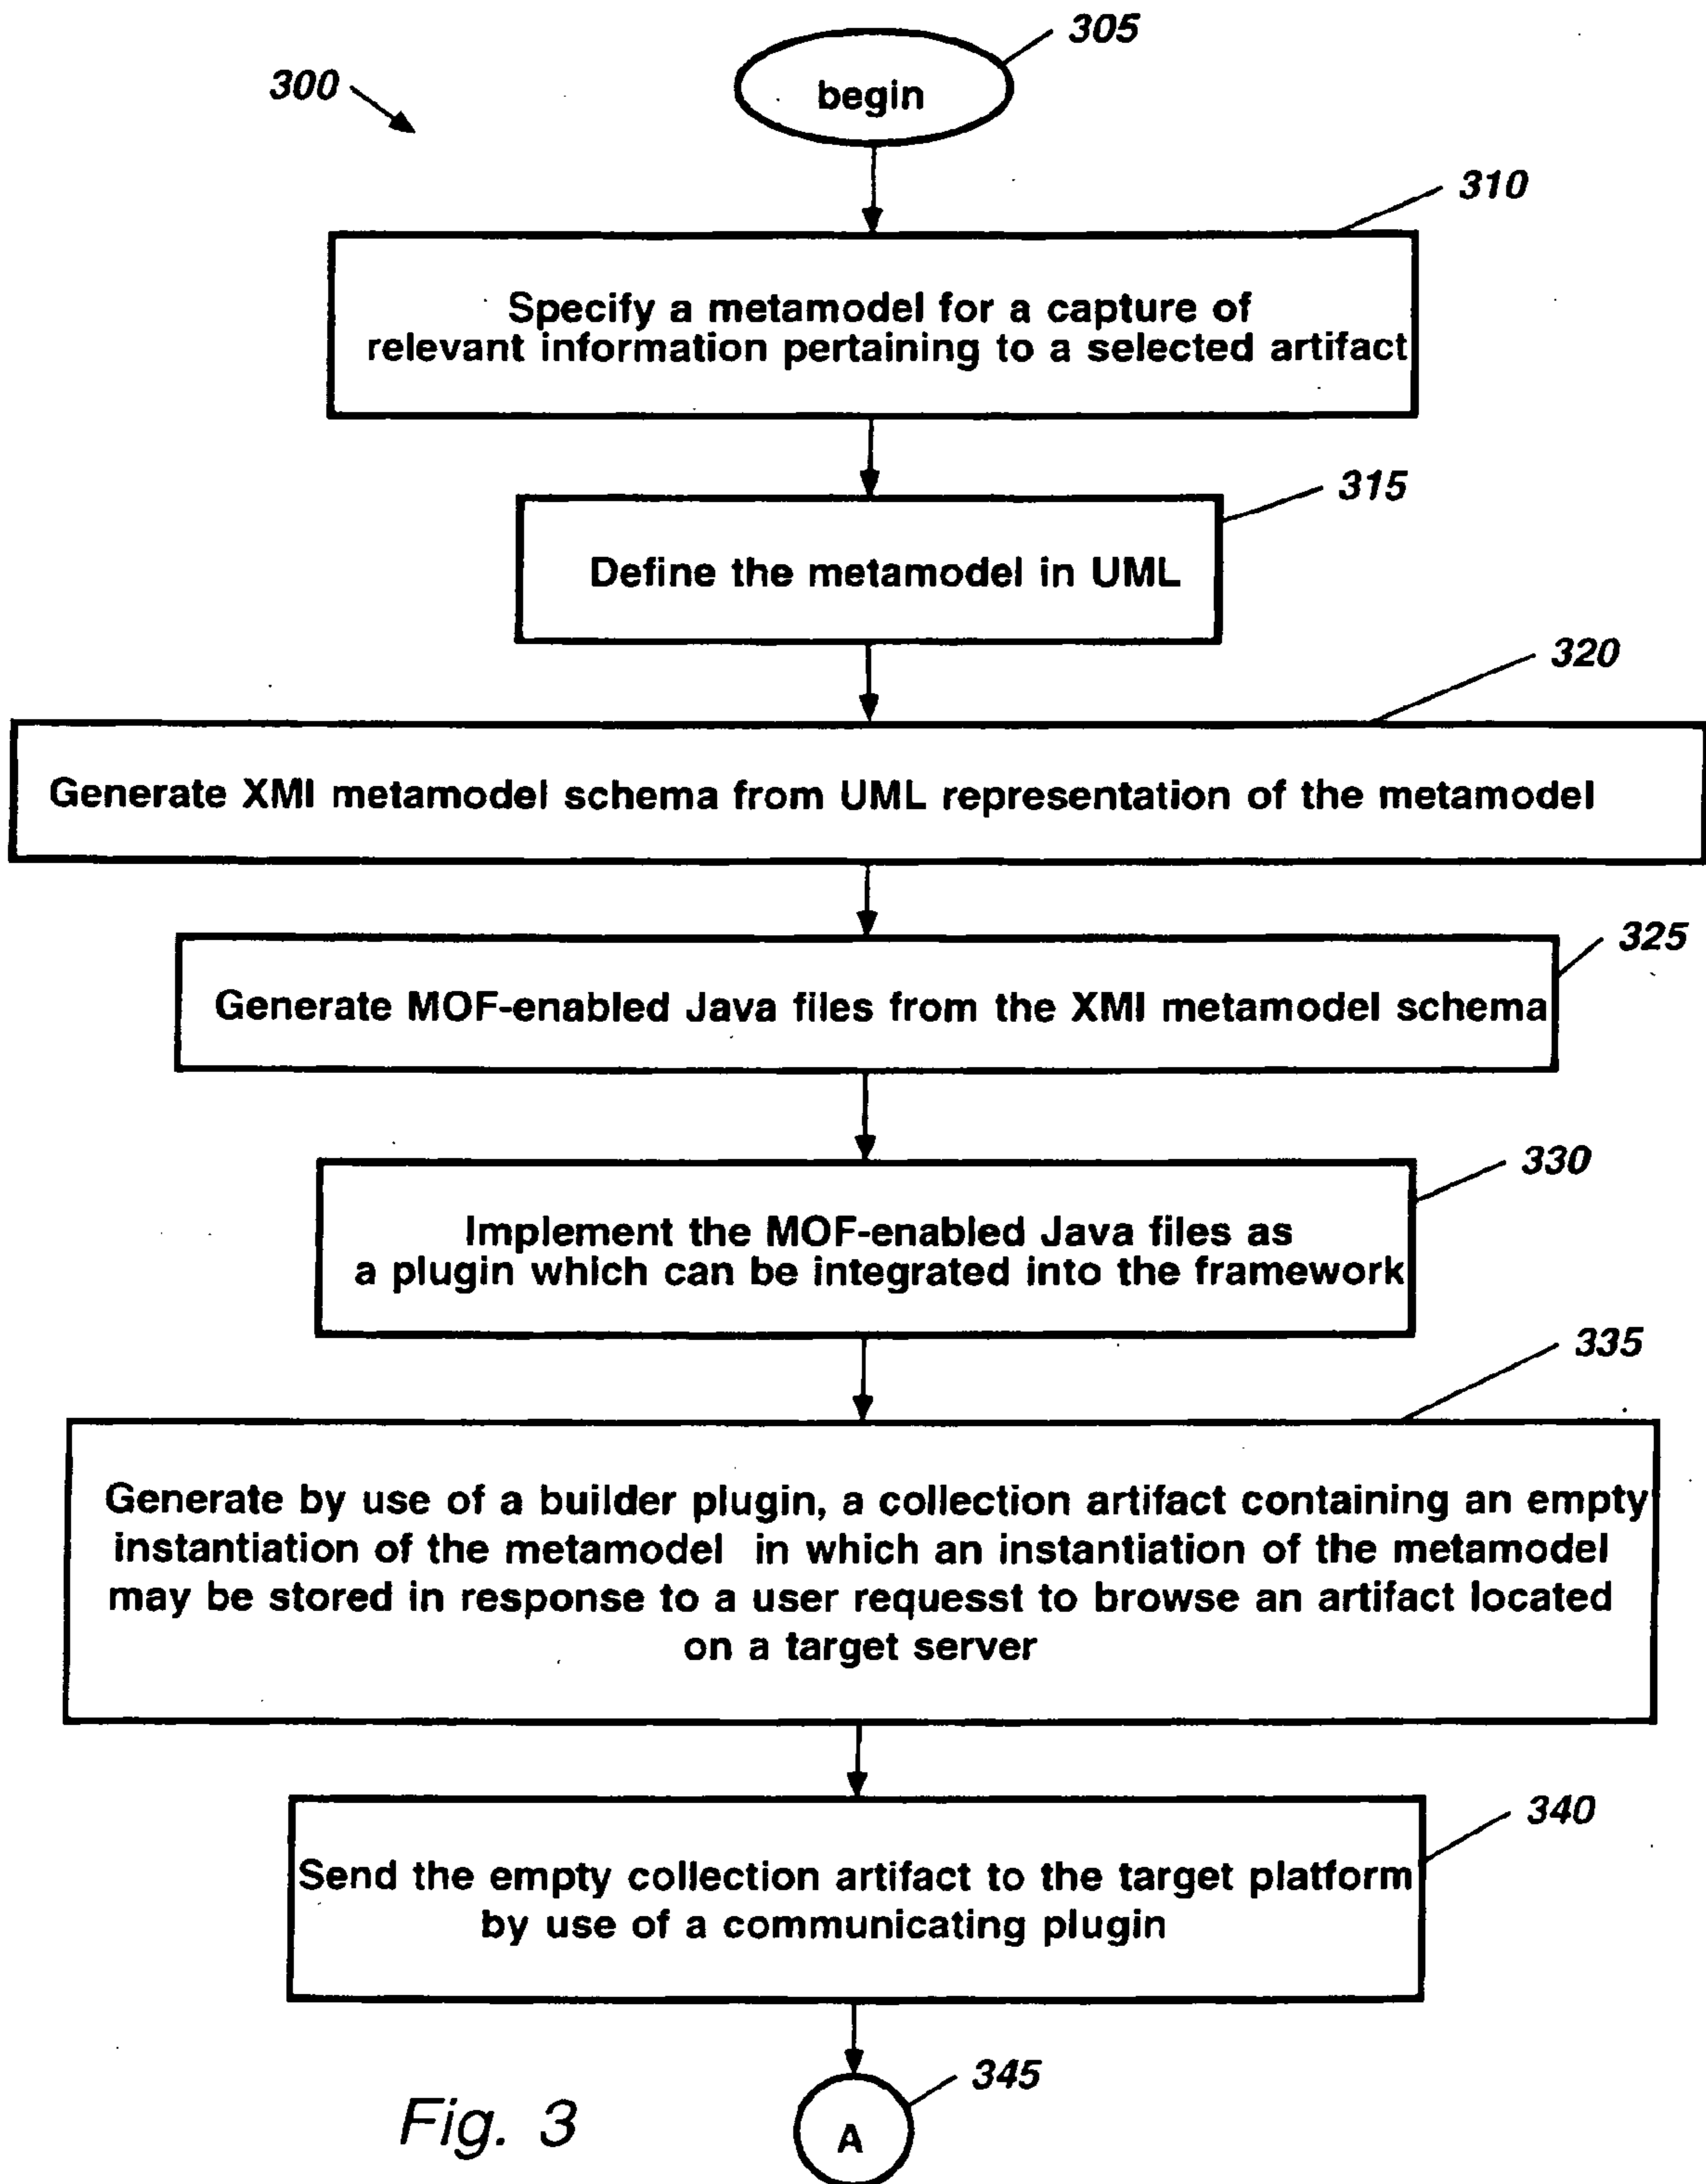 305
300
begin
310
Specify a metamodel for a capture of
relevant information pertaining to a selected artifact
315
Define the metamodel in UML
320
Generate XMI metamodel schema from UML representation of the metamodel
325
Generate MOF-enabled Java files from the XMI metamodel schema
330
Implement the MOF-enabled Java files as
a plugin which can be integrated into the framework
335
Generate by use of a builder plugin, a collection artifact containing an empty
instantiation of the metamodel in which an instantiation of the metamodel
may be stored in response to a user requesst to browse an artifact located
on a target server
340
Send the empty collection artifact to the target platform
by use of a communicating plugin
345
A
Fig. 3